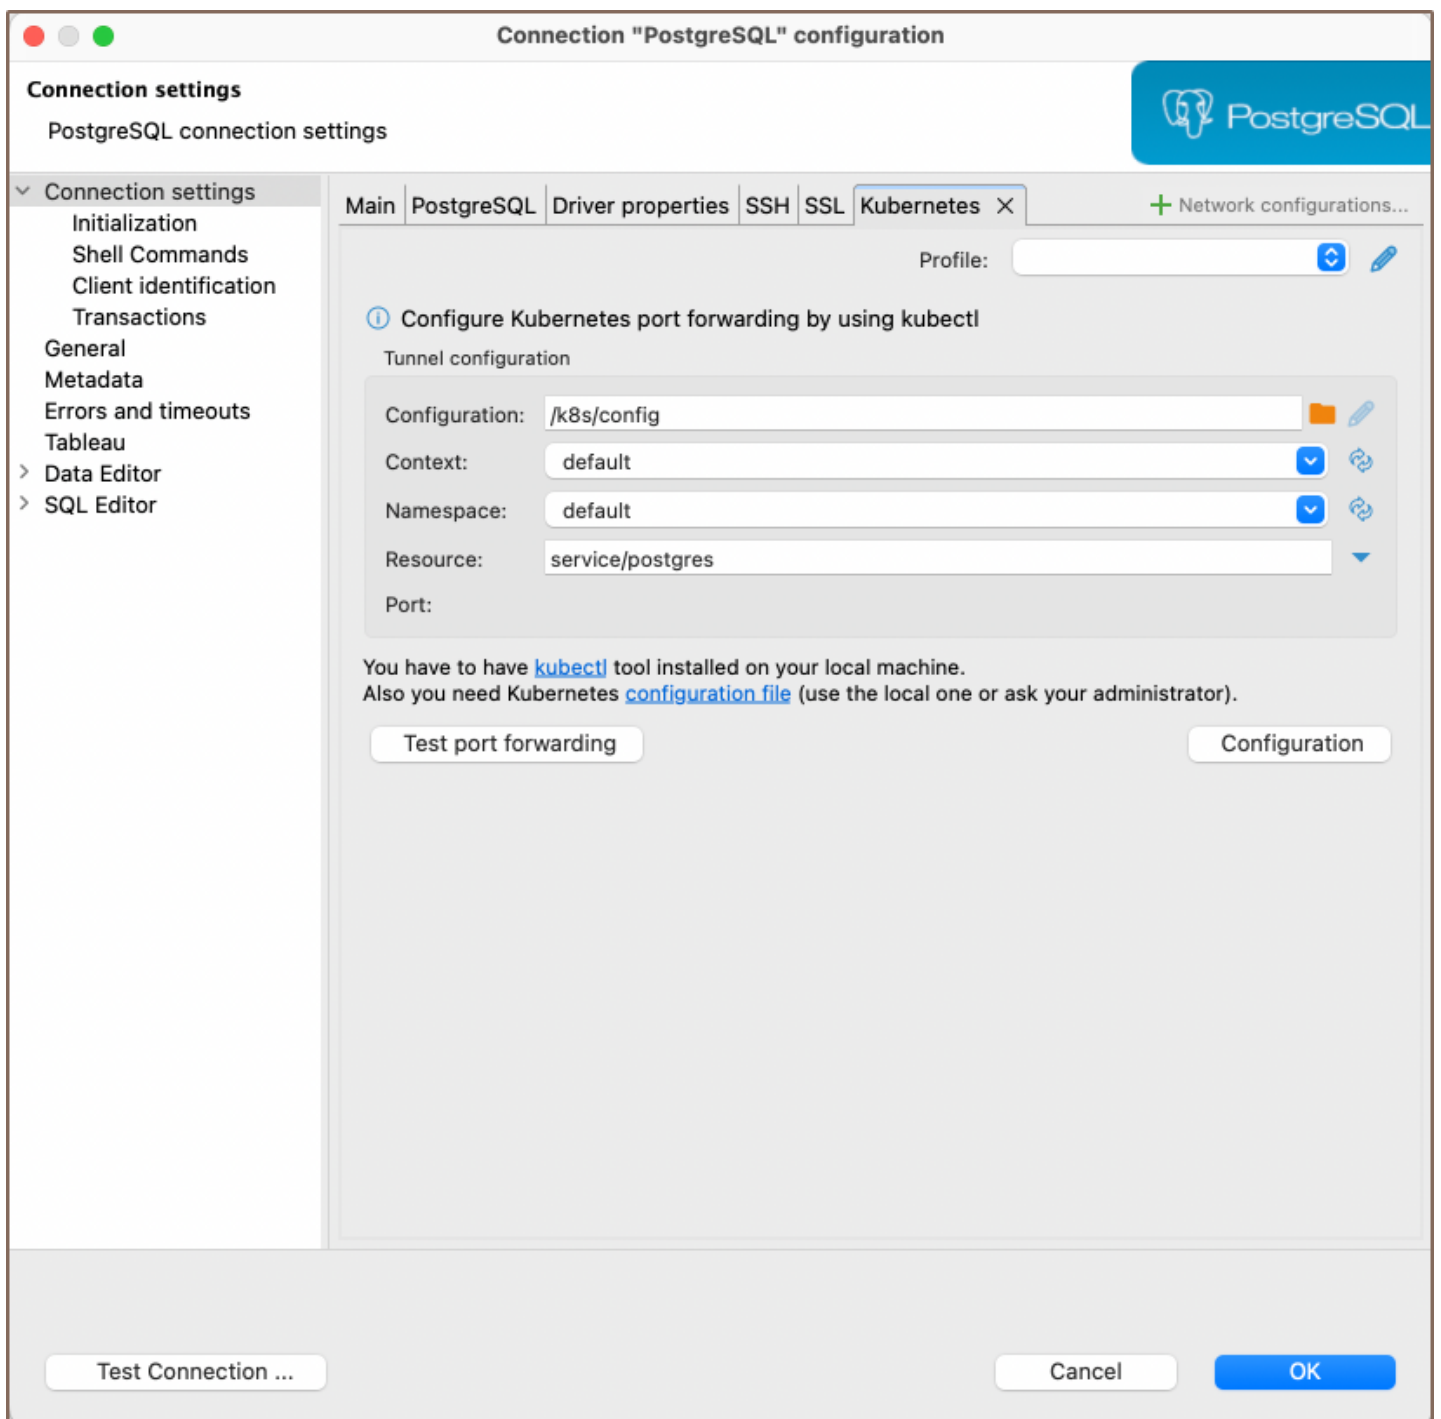 Connection "PostgreSQL" configuration
Connection settings
PostgreSQL connection settings
PostgreSQL
Connection settings
Initialization
Shell Commands
Client identification
Transactions
General
Metadata
Errors and timeouts
Tableau
Data Editor
SQL Editor
Main PostgreSQL Driver properties SSH SSL Kubernetes Network configurations...
Profile:
Configure Kubernetes port forwarding by using kubectl
Tunnel configuration
Configuration: /k8s/config
Context: default
Namespace: default
Resource: service/postgres
Port:
You have to have kubectl tool installed on your local machine.
Also you need Kubernetes configuration file (use the local one or ask your administrator).
Test port forwarding Configuration
Test Connection ... Cancel OK